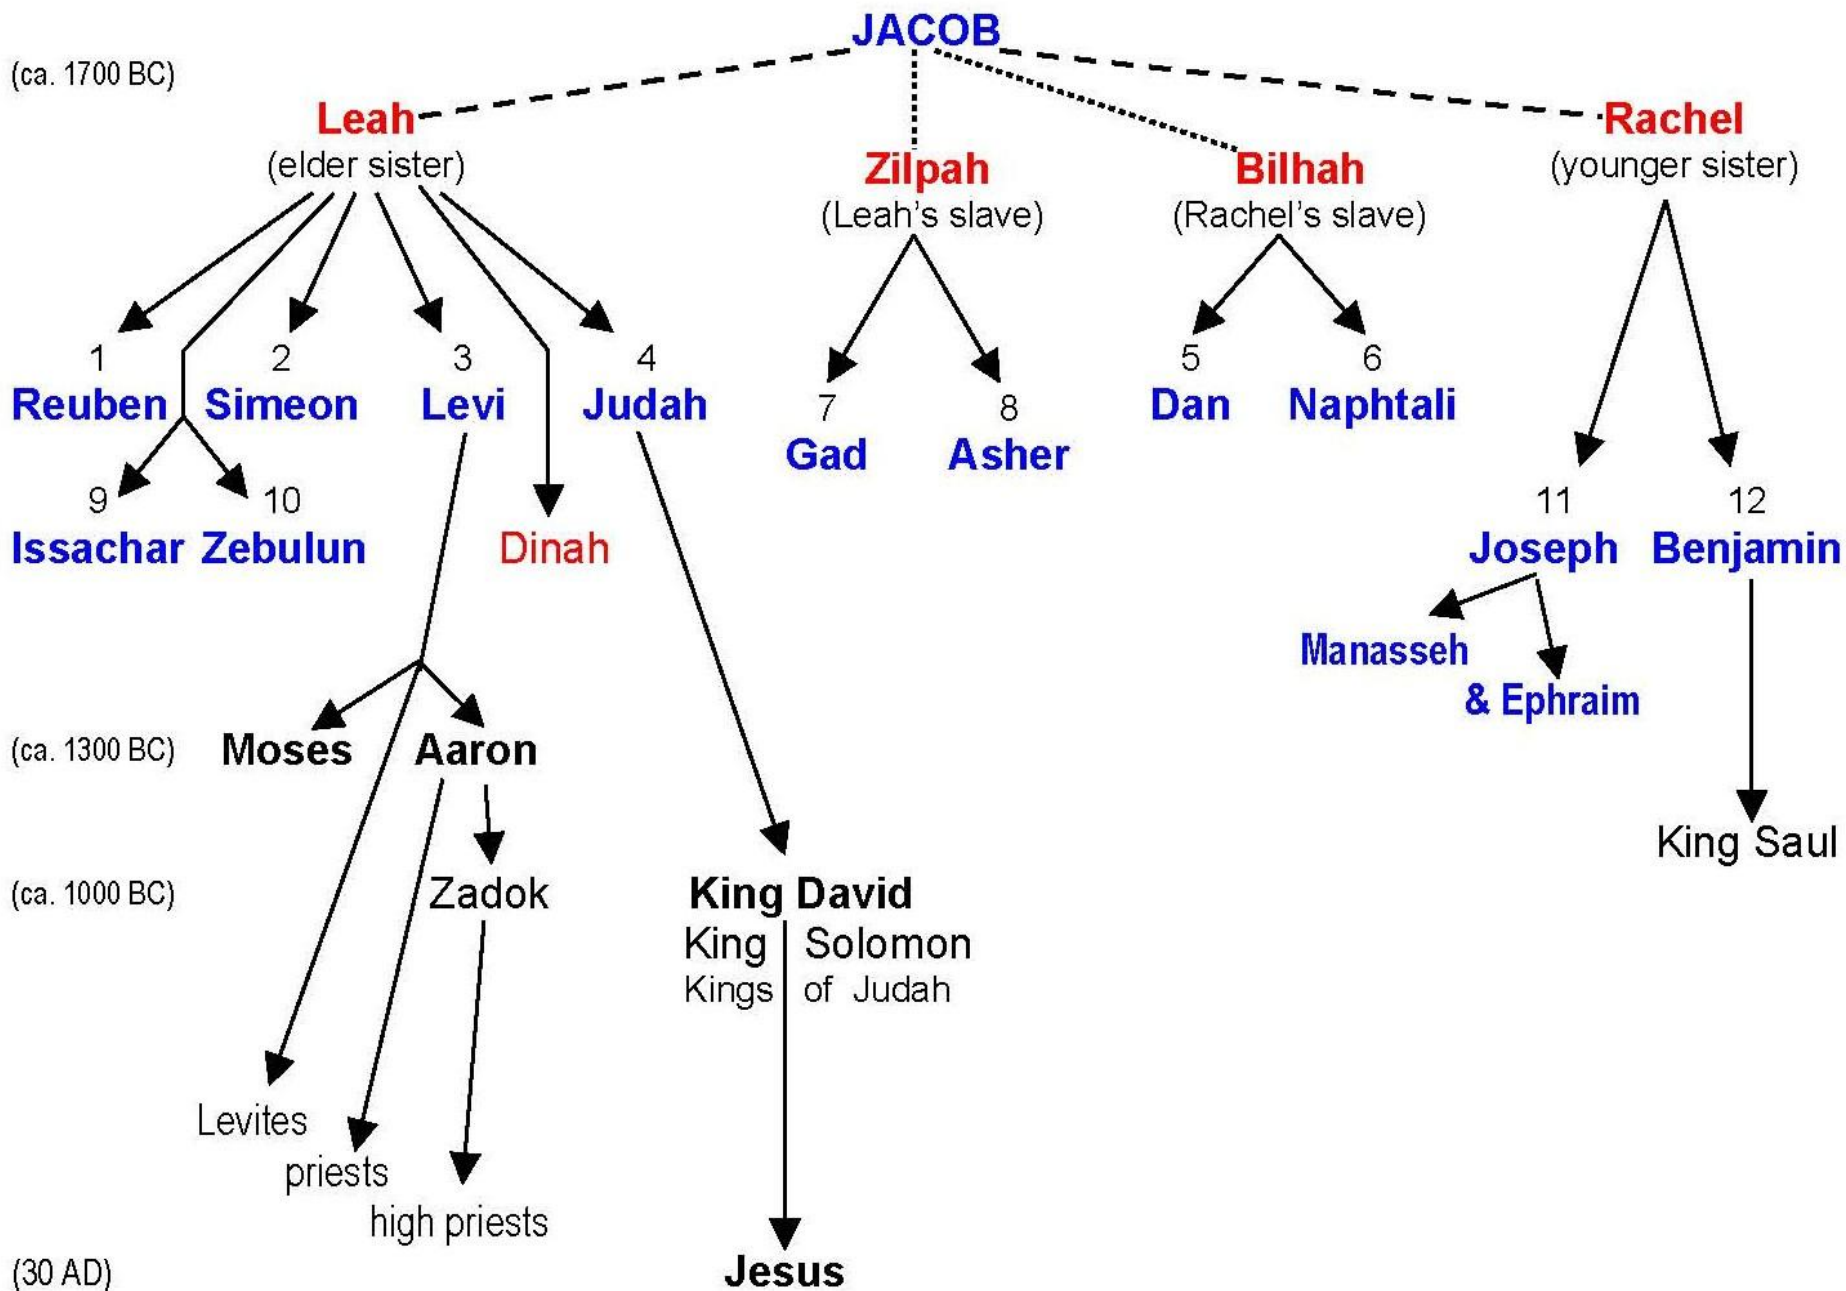 JACOB
(ca. 1700 BC)
Leah
(elder sister)
Zilpah
(Leah's slave)
Bilhah
(Rachel's slave)
Rachel
(younger sister)
1
Reuben
2
Simeon
3
Levi
4
Judah
7
Gad
8
Asher
5
Dan
6
Naphtali
9
Issachar
10
Zebulun
Dinah
11
Joseph
12
Benjamin
Manasseh
& Ephraim
(ca. 1300 BC)
Moses
Aaron
King Saul
(ca. 1000 BC)
Zadok
King David
King Solomon
Kings of Judah
Levites
priests
high priests
(30 AD)
Jesus